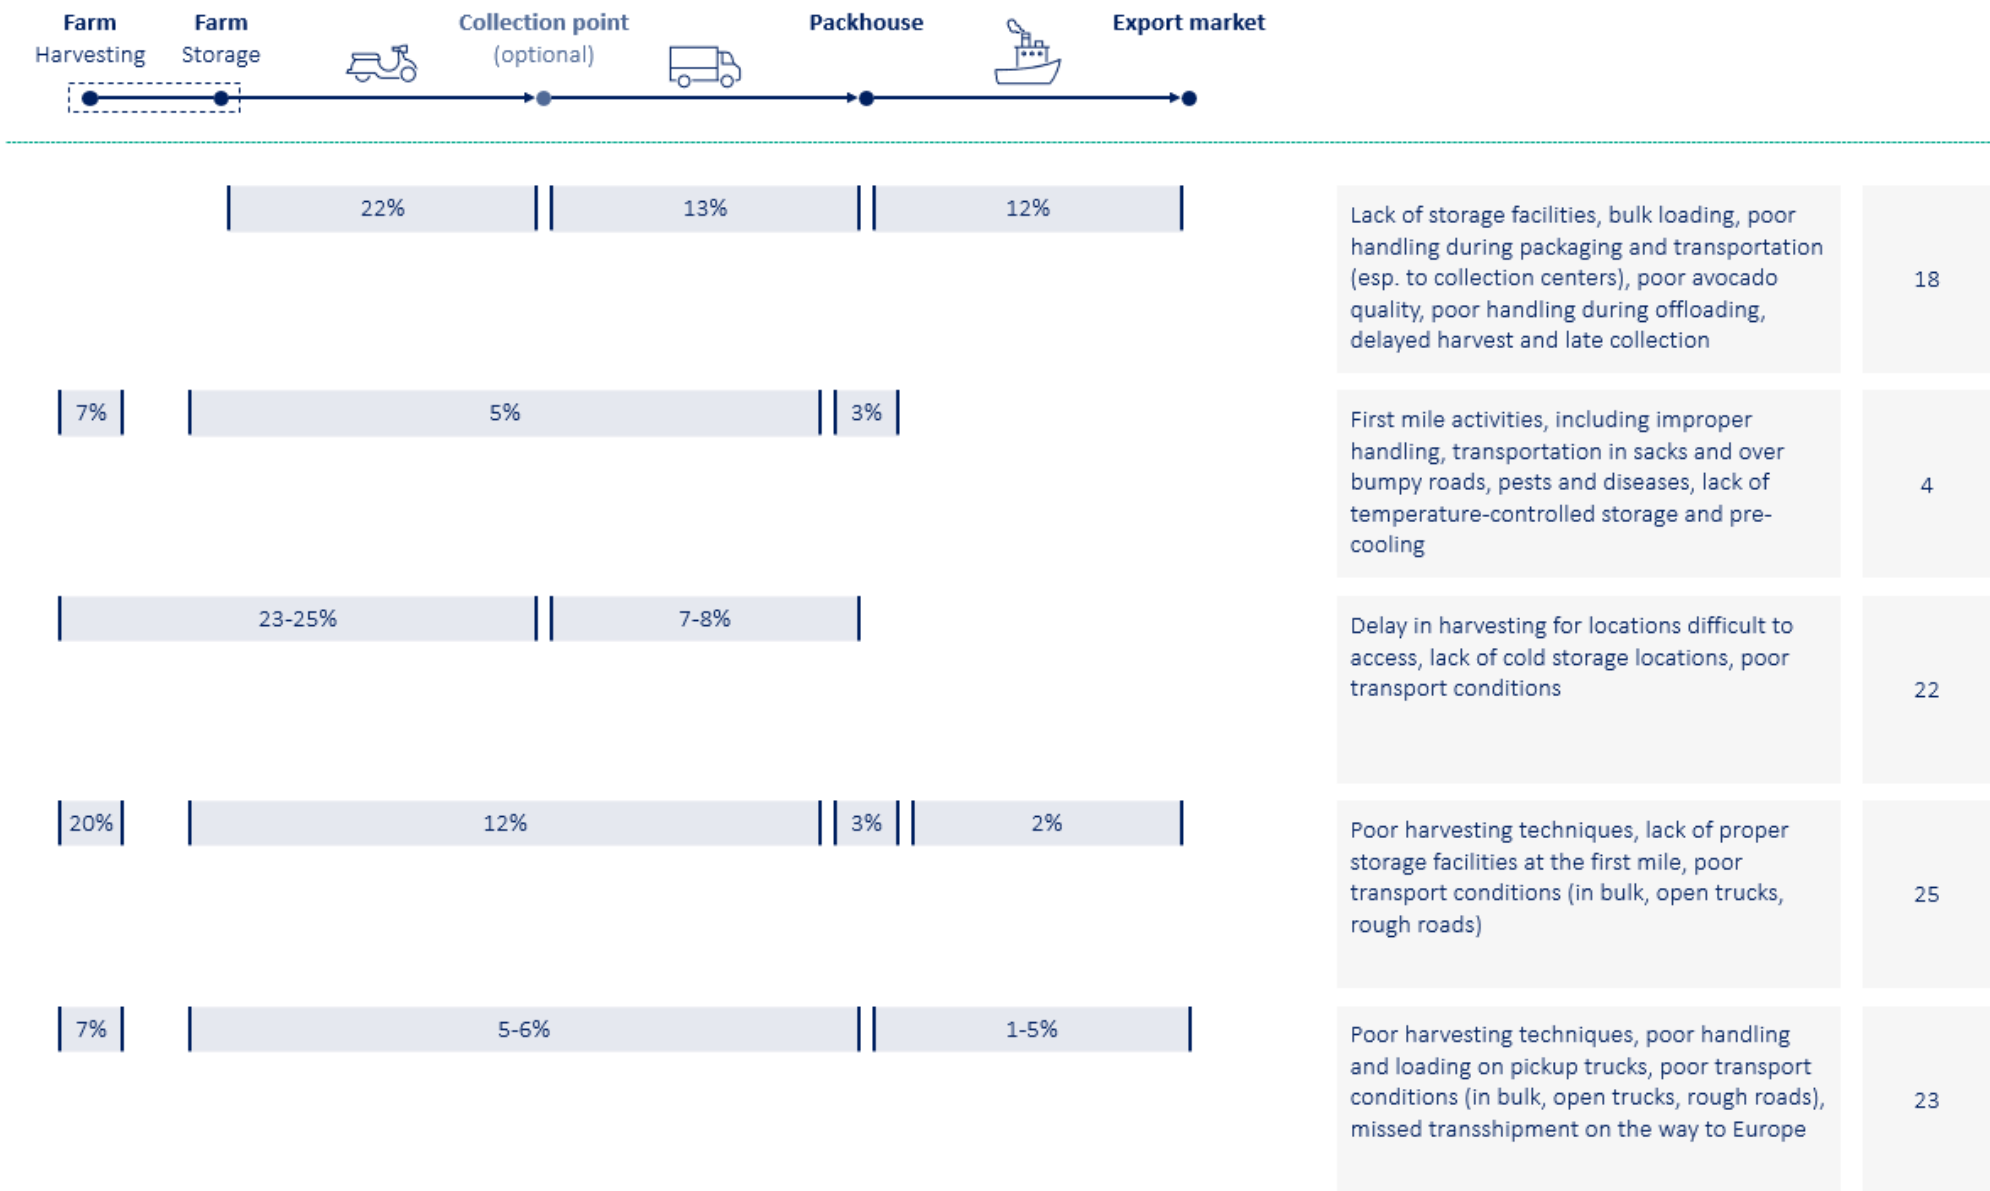 Farm
Harvesting
Farm
Storage
Collection point
(optional)
Packhouse
Export market
22%
13%
12%
Lack of storage facilities, bulk loading, poor
handling during packaging and transportation
(esp. to collection centers), poor avocado
quality, poor handling during offloading,
delayed harvest and late collection
18
7%
5%
3%
First mile activities, including improper
handling, transportation in sacks and over
bumpy roads, pests and diseases, lack of
temperature-controlled storage and pre-
cooling
4
23-25%
7-8%
Delay in harvesting for locations difficult to
access, lack of cold storage locations, poor
transport conditions
22
20%
12%
3%
2%
Poor harvesting techniques, lack of proper
storage facilities at the first mile, poor
transport conditions (in bulk, open trucks,
rough roads)
25
7%
5-6%
1-5%
Poor harvesting techniques, poor handling
and loading on pickup trucks, poor transport
conditions (in bulk, open trucks, rough roads),
missed transshipment on the way to Europe
23